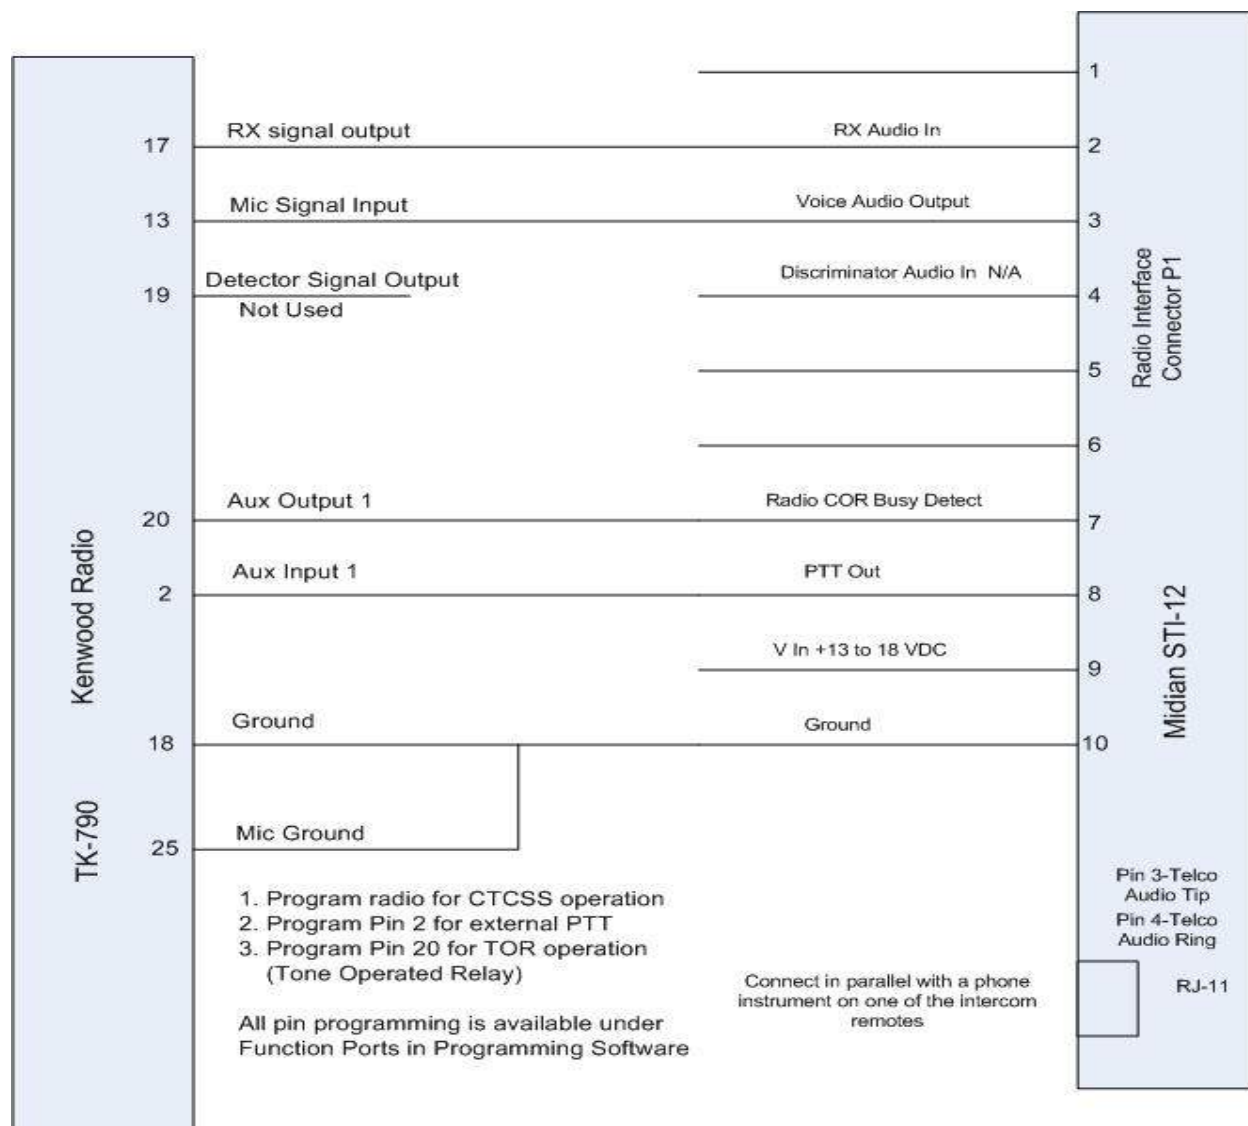 1
17
RX signal output
RX Audio In
2
13
Mic Signal Input
Voice Audio Output
3
19
Detector Signal Output
Not Used
Discriminator Audio In N/A
4
5
6
Radio Interface
Connector P1
20
Aux Output 1
Radio COR Busy Detect
7
2
Aux Input 1
PTT Out
8
V In +13 to 18 VDC
9
18
Ground
Ground
10
25
Mic Ground
TK-790 Kenwood Radio
Midian STI-12
1. Program radio for CTCSS operation
2. Program Pin 2 for external PTT
3. Program Pin 20 for TOR operation
(Tone Operated Relay)
All pin programming is available under
Function Ports in Programming Software
Connect in parallel with a phone
instrument on one of the intercom
remotes
Pin 3-Telco
Audio Tip
Pin 4-Telco
Audio Ring
RJ-11